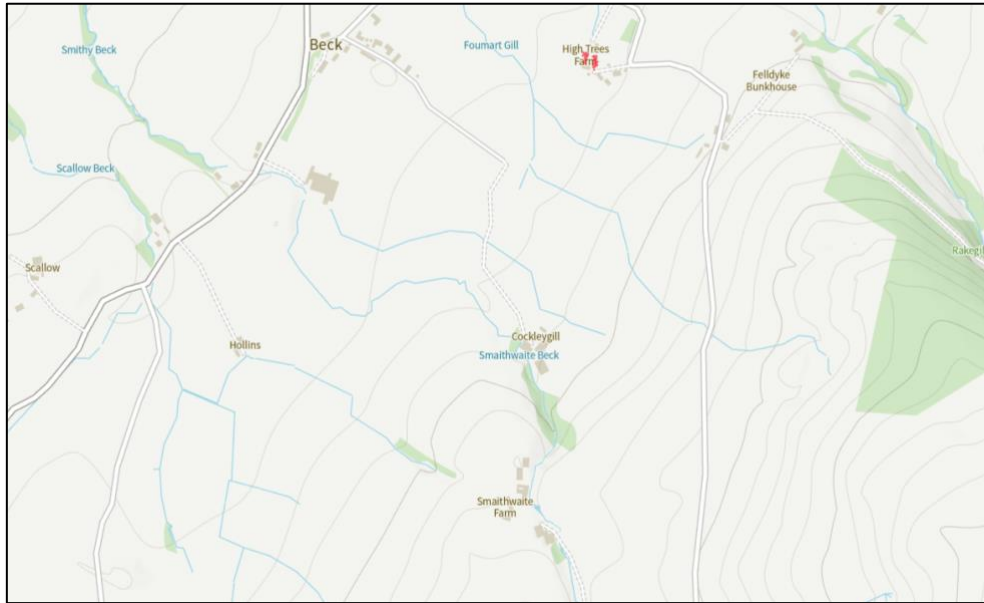 Beck
Smithy Beck
Foumart Gill
High Trees
Farm
Felldyke
Bunkhouse
Scallow Beck
Scallow
Hollins
Cockleygill
Smaithwaite Beck
Smaithwaite
Farm